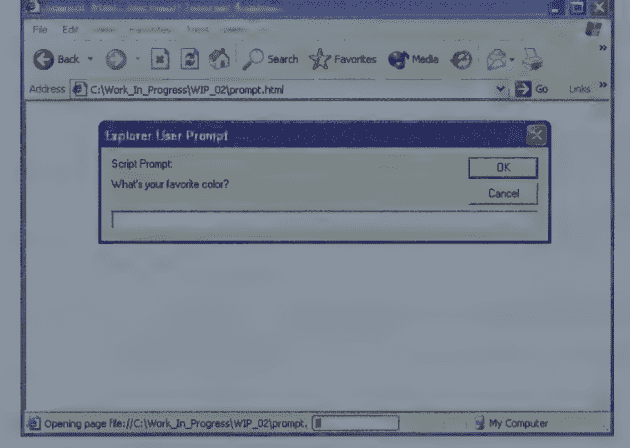 File Edit
Back Search Favorites Media
Address C:\Work_In_Progress\WIP_02\prompt.html Go Links
Explorer User Prompt
Script Prompt:
OK
What's your favorite color?
Cancel
Opening page file://C:\Work_In_Progress\WIP_02\prompt. My Computer